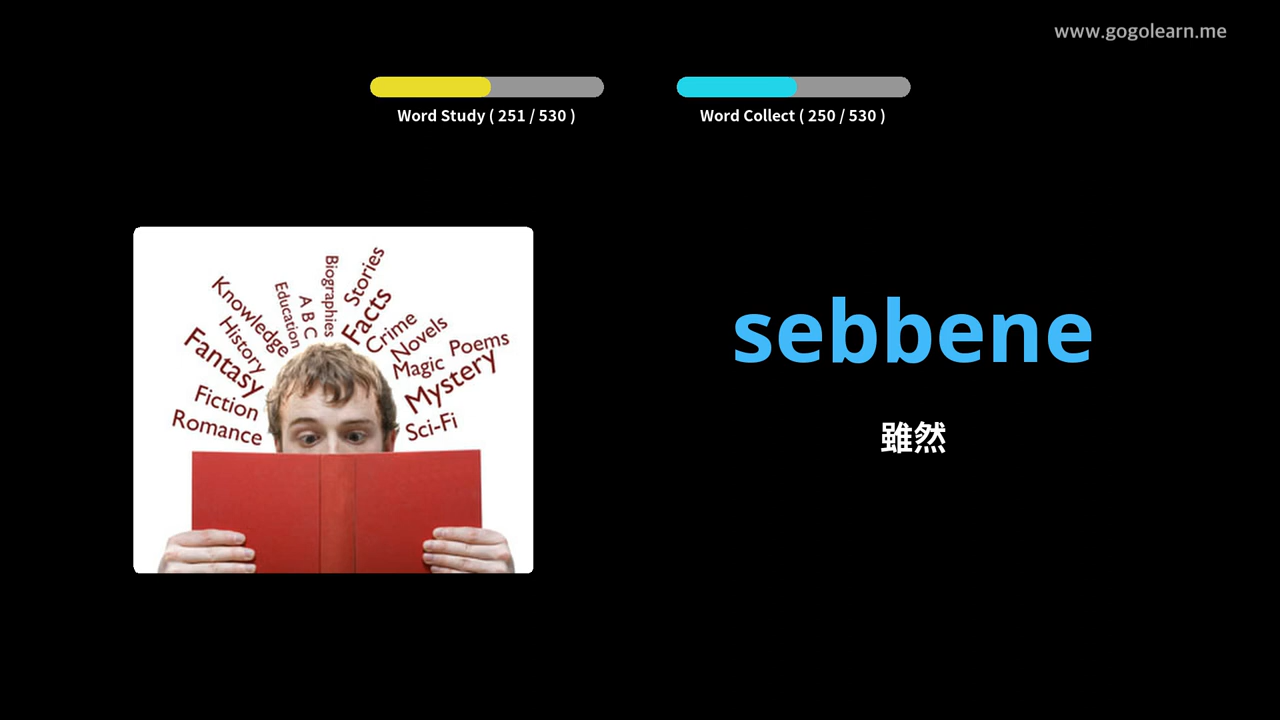 www.gogolearn.me
Word Study ( 251 / 530 )
Word Collect ( 250 / 530 )
Biographies
Stories
Education
A B C
Facts
Knowledge
Crime
History
Novels
Fantasy
Magic
Poems
Mystery
Fiction
Romance
Sci-Fi
sebbene
雖然